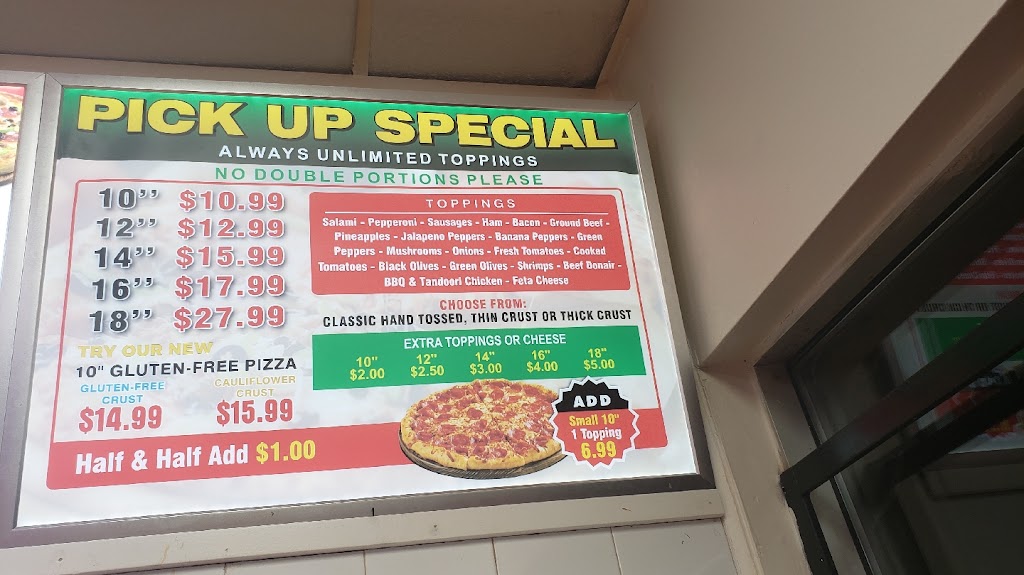 PICK UP SPECIAL
ALWAYS UNLIMITED TOPPINGS
NO DOUBLE PORTIONS PLEASE
10'' $10.99
12'' $12.99
14'' $15.99
16'' $17.99
18'' $27.99
TRY OUR NEW
10" GLUTEN-FREE PIZZA
GLUTEN-FREE
CRUST
$14.99
CAULIFLOWER
CRUST
$15.99
Half & Half Add $1.00
TOPPINGS
Salami - Pepperoni - Sausages - Ham - Bacon - Ground Beef -
Pineapples - Jalapeno Peppers - Banana Peppers - Green
Peppers - Mushrooms - Onions - Fresh Tomatoes - Cooked
Tomatoes - Black Olives - Green Olives - Shrimps - Beef Bonair -
BBQ & Tandoori Chicken - Feta Cheese
CHOOSE FROM:
CLASSIC HAND TOSSED, THIN CRUST OR THICK CRUST
EXTRA TOPPINGS OR CHEESE
10" 12" 14" 16" 18"
$2.00 $2.50 $3.00 $4.00 $5.00
ADD
Small 10"
1 Topping
6.99